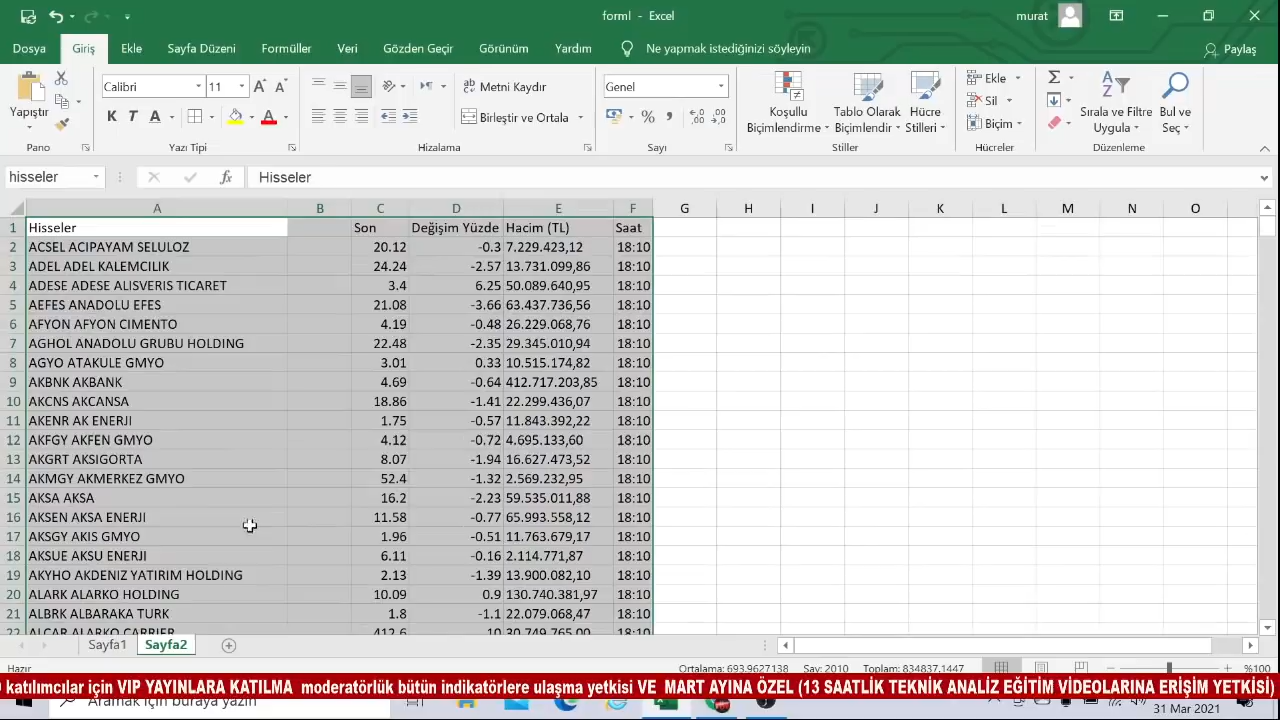 forml - Excel
murat
Dosya Giriş Ekle Sayfa Düzeni Formüller Veri Gözden Geçir Görünüm Yardım Ne yapmak istediğinizi söyleyin Paylaş
Yapıştır
Calibri 11
K T A
Metni Kaydır
Birleştir ve Ortala
Genel
Koşullu Biçimlendirme
Tablo Olarak Biçimlendir
Hücre Stilleri
Ekle
Sil
Biçim
Sırala ve Filtre Uygula
Bul ve Seç
Pano Yazı Tipi Hizalama Sayı Stiller Hücreler Düzenleme
hisseler fx Hisseler
A B C D E F G H I J K L M N O
1 Hisseler Son Değişim Yüzde Hacim (TL) Saat
2 ACSEL ACIPAYAM SELULOZ 20.12 -0.3 7.229.423,12 18:10
3 ADEL ADEL KALEMCILIK 24.24 -2.57 13.731.099,86 18:10
4 ADESE ADESE ALISVERIS TICARET 3.4 6.25 50.089.640,95 18:10
5 AEFES ANADOLU EFES 21.08 -3.66 63.437.736,56 18:10
6 AFYON AFYON CIMENTO 4.19 -0.48 26.229.068,76 18:10
7 AGHOL ANADOLU GRUBU HOLDING 22.48 -2.35 29.345.010,94 18:10
8 AGYO ATAKULE GMYO 3.01 0.33 10.515.174,82 18:10
9 AKBNK AKBANK 4.69 -0.64 412.717.203,85 18:10
10 AKCNS AKCANSA 18.86 -1.41 22.299.436,07 18:10
11 AKENR AK ENERJI 1.75 -0.57 11.843.392,22 18:10
12 AKFGY AKFEN GMYO 4.12 -0.72 4.695.133,60 18:10
13 AKGRT AKSIGORTA 8.07 -1.94 16.627.473,52 18:10
14 AKMGY AKMERKEZ GMYO 52.4 -1.32 2.569.232,95 18:10
15 AKSA AKSA 16.2 -2.23 59.535.011,88 18:10
16 AKSEN AKSA ENERJI 11.58 -0.77 65.993.558,12 18:10
17 AKSGY AKIS GMYO 1.96 -0.51 11.763.679,17 18:10
18 AKSUE AKSU ENERJI 6.11 -0.16 2.114.771,87 18:10
19 AKYHO AKDENIZ YATIRIM HOLDING 2.13 -1.39 13.900.082,10 18:10
20 ALARK ALARKO HOLDING 10.09 0.9 130.740.381,97 18:10
21 ALBRK ALBARAKA TURK 1.8 -1.1 22.079.068,47 18:10
22 ALCAR ALARKO CARRIER 412.6 10 30.749.765,00 18:10
Sayfa1 Sayfa2
Hazır Ortalama: 693.9627138 Say: 2010 Toplam: 834837.1447 %100
katılımcılar için VIP YAYINLARA KATILMA moderatörlük bütün indikatörlere ulaşma yetkisi VE MART AYINA ÖZEL (13 SAATLİK TEKNİK ANALİZ EĞİTİM VİDEOLARINA ERİŞİM YETKİSİ)
Aramak için buraya yazın
31 Mar 2021